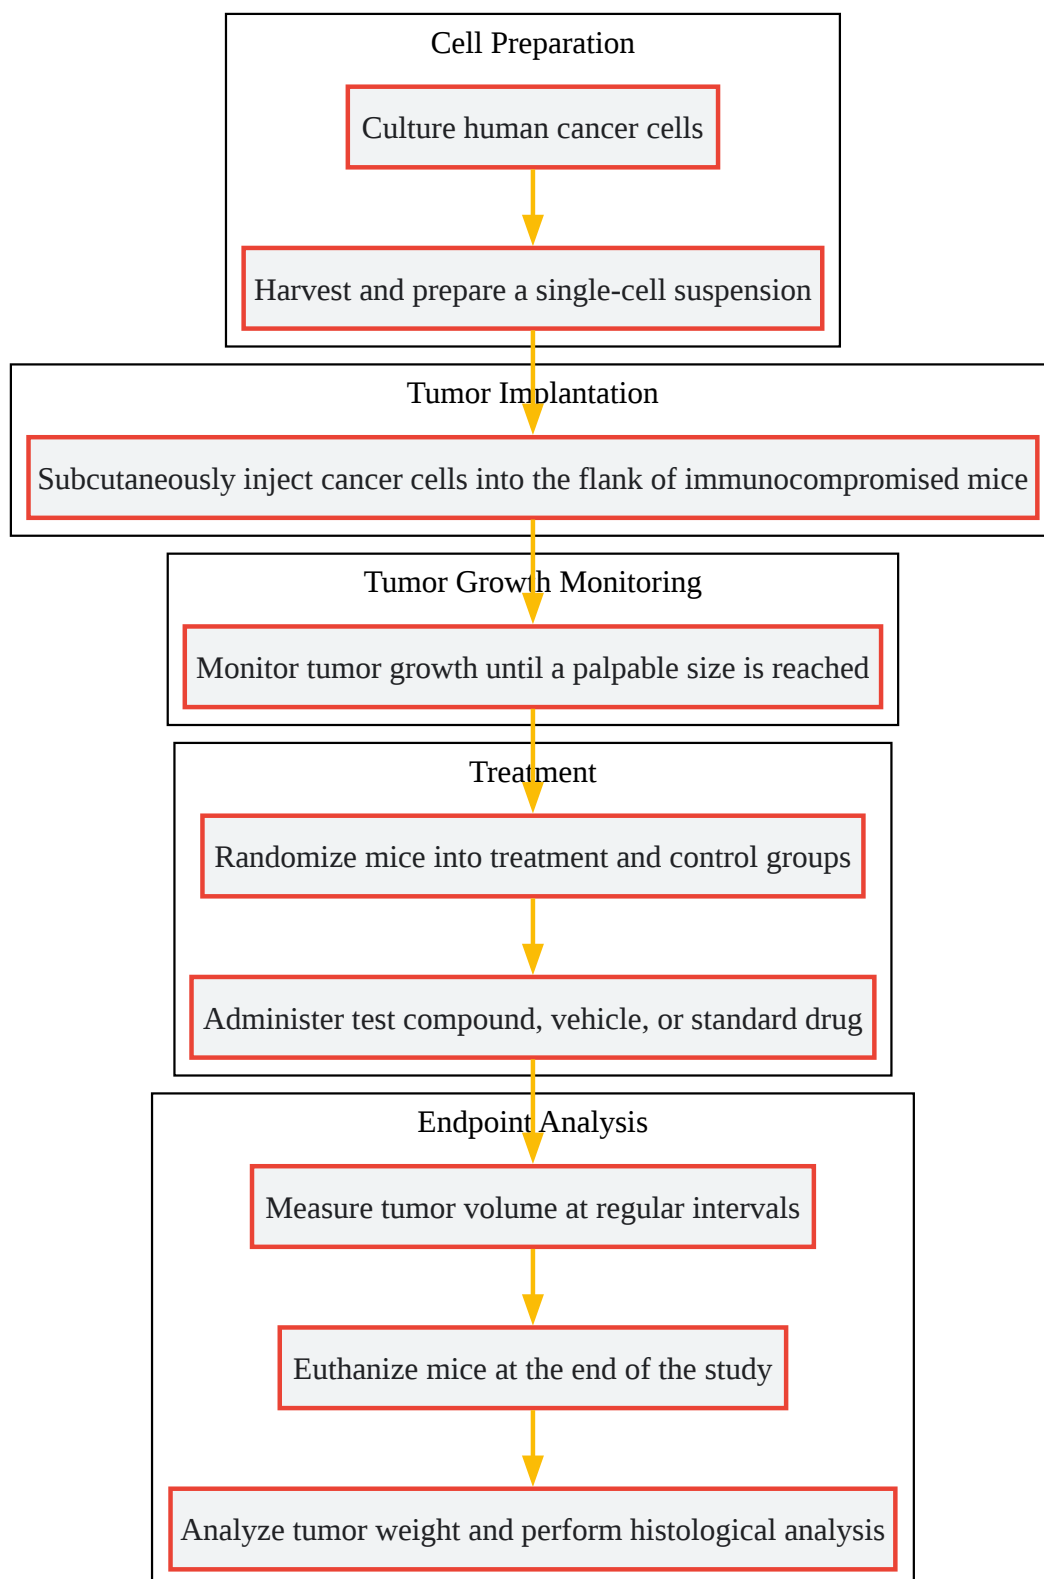 Cell Preparation
Culture human cancer cells
Harvest and prepare a single-cell suspension
Tumor Implantation
Subcutaneously inject cancer cells into the flank of immunocompromised mice
Tumor Growth Monitoring
Monitor tumor growth until a palpable size is reached
Treatment
Randomize mice into treatment and control groups
Administer test compound, vehicle, or standard drug
Endpoint Analysis
Measure tumor volume at regular intervals
Euthanize mice at the end of the study
Analyze tumor weight and perform histological analysis